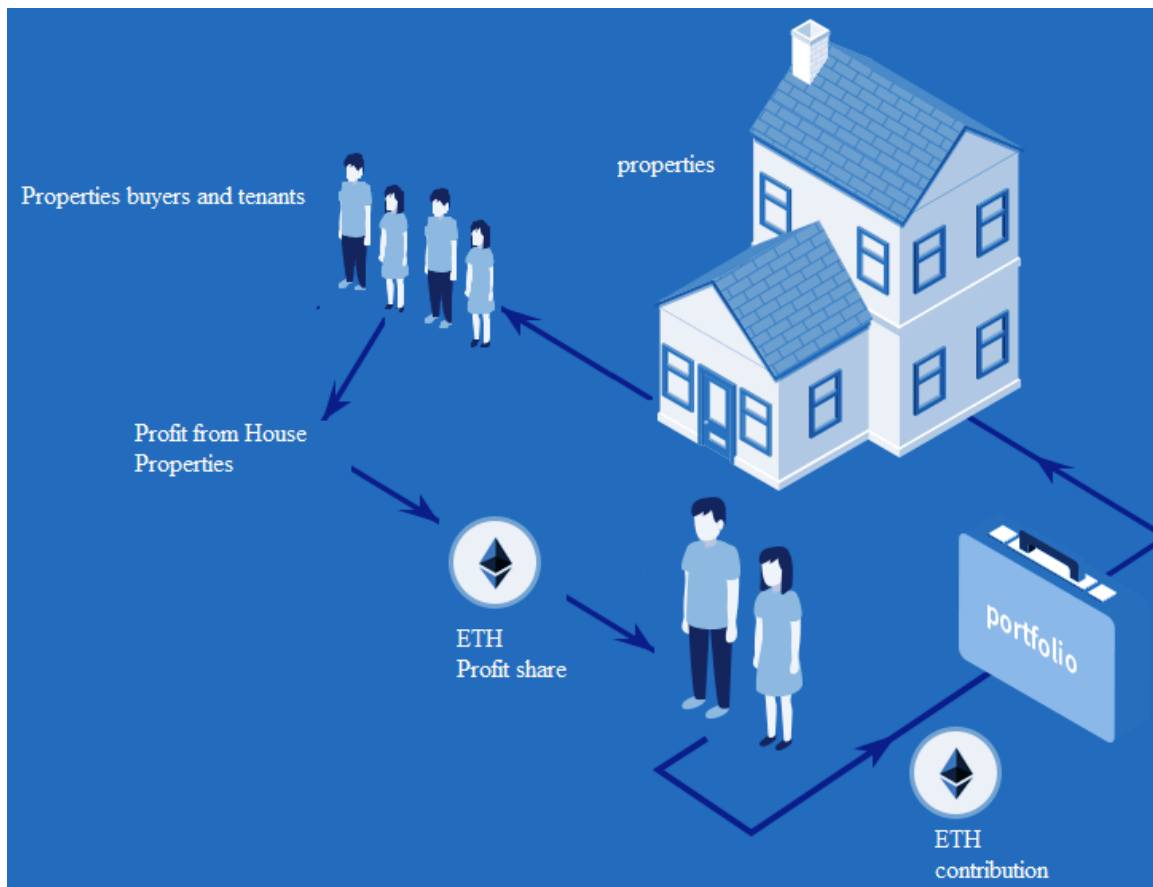 properties
Properties buyers and tenants
Profit from House
Properties
ETH
Profit share
portfolio
ETH
contribution